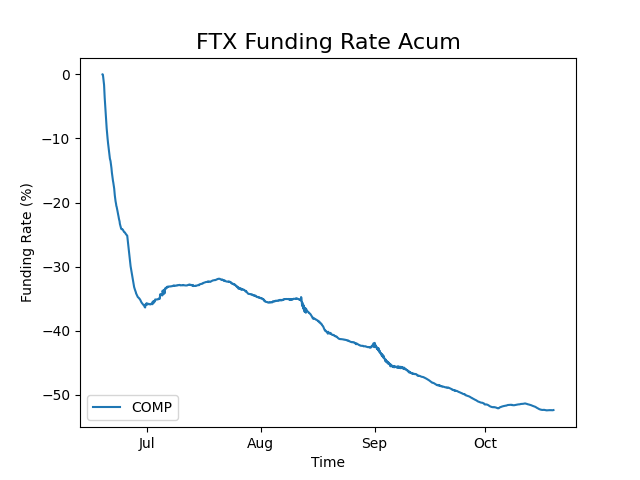 FTX Funding Rate Acum
Funding Rate (%)
0
−10
−20
−30
−40
−50
COMP
Jul
Aug
Sep
Oct
Time